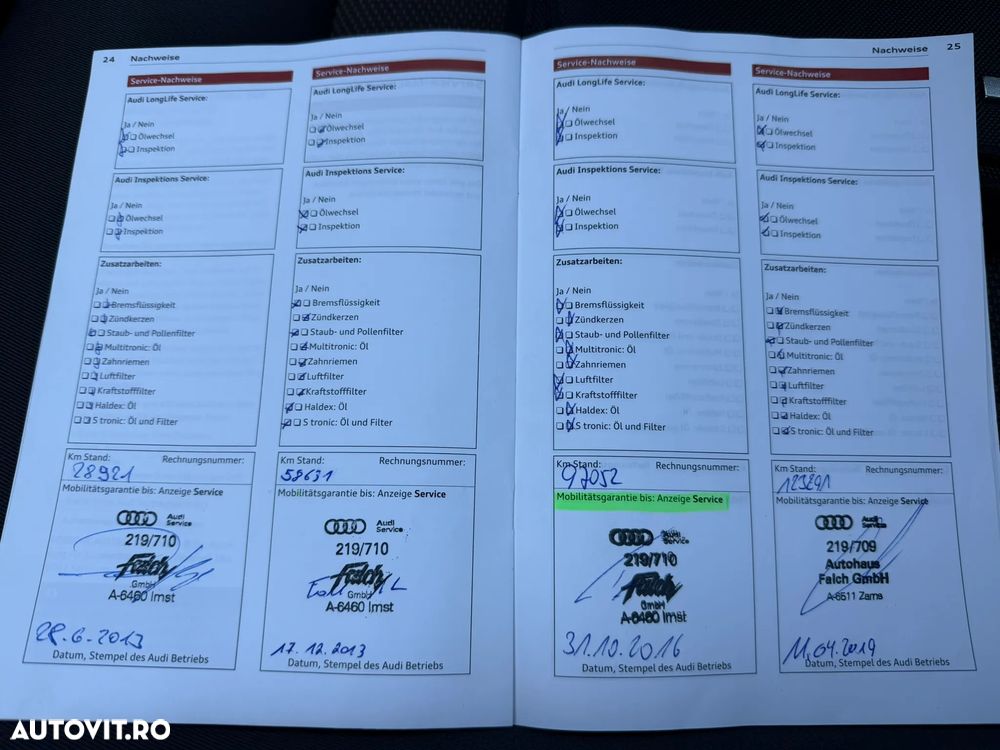 24 Nachweise
Service-Nachweise
Audi LongLife Service:
Ja / Nein
Ölwechsel
Inspektion
Audi Inspektions Service:
Ja / Nein
Ölwechsel
Inspektion
Zusatzarbeiten:
Ja / Nein
Bremsflüssigkeit
Zündkerzen
Staub- und Pollenfilter
Multitronic: Öl
Zahnriemen
Luftfilter
Kraftstofffilter
Haldex: Öl
S tronic: Öl und Filter
Km Stand: Rechnungsnummer:
28921
Mobilitätsgarantie bis: Anzeige Service
Audi
Service
219/710
Falch
GmbH
A-6460 Imst
28.6.2013
Datum, Stempel des Audi Betriebs
Service-Nachweise
Audi LongLife Service:
Ja / Nein
Ölwechsel
Inspektion
Audi Inspektions Service:
Ja / Nein
Ölwechsel
Inspektion
Zusatzarbeiten:
Ja / Nein
Bremsflüssigkeit
Zündkerzen
Staub- und Pollenfilter
Multitronic: Öl
Zahnriemen
Luftfilter
Kraftstofffilter
Haldex: Öl
S tronic: Öl und Filter
Km Stand: Rechnungsnummer:
58631
Mobilitätsgarantie bis: Anzeige Service
Audi
Service
219/710
Falch
GmbH
A-6460 Imst
17.12.2013
Datum, Stempel des Audi Betriebs
Nachweise 25
Service-Nachweise
Audi LongLife Service:
Ja / Nein
Ölwechsel
Inspektion
Audi Inspektions Service:
Ja / Nein
Ölwechsel
Inspektion
Zusatzarbeiten:
Ja / Nein
Bremsflüssigkeit
Zündkerzen
Staub- und Pollenfilter
Multitronic: Öl
Zahnriemen
Luftfilter
Kraftstofffilter
Haldex: Öl
S tronic: Öl und Filter
Km Stand: Rechnungsnummer:
97052
Mobilitätsgarantie bis: Anzeige Service
Audi
Service
219/710
Falch
GmbH
A-6460 Imst
31.10.2016
Datum, Stempel des Audi Betriebs
Service-Nachweise
Audi LongLife Service:
Ja / Nein
Ölwechsel
Inspektion
Audi Inspektions Service:
Ja / Nein
Ölwechsel
Inspektion
Zusatzarbeiten:
Ja / Nein
Bremsflüssigkeit
Zündkerzen
Staub- und Pollenfilter
Multitronic: Öl
Zahnriemen
Luftfilter
Kraftstofffilter
Haldex: Öl
S tronic: Öl und Filter
Km Stand: Rechnungsnummer:
123291
Mobilitätsgarantie bis: Anzeige Service
Audi
Service
219/709
Autohaus
Falch GmbH
A-6511 Zams
11.04.2019
Datum, Stempel des Audi Betriebs
AUTOVIT.RO